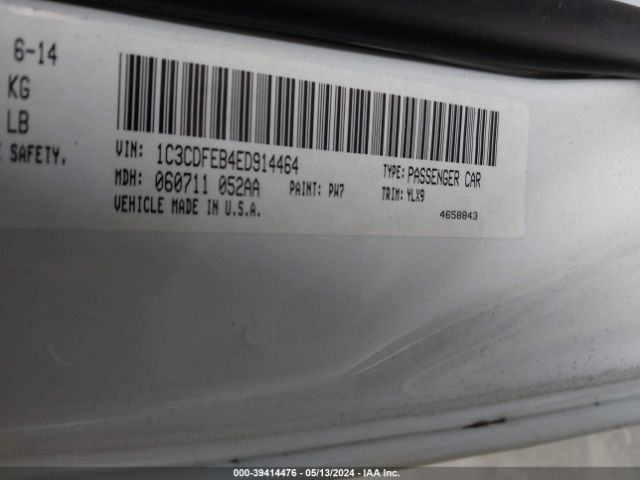 6-14
KG
LB
SAFETY.
VIN: 1C3CDFEB4ED914464
TYPE: PASSENGER CAR
MDH: 060711 052AA
PAINT: PW7
TRIM: YLX9
VEHICLE MADE IN U.S.A.
4658843
000-39414476 - 05/13/2024 - IAA Inc.